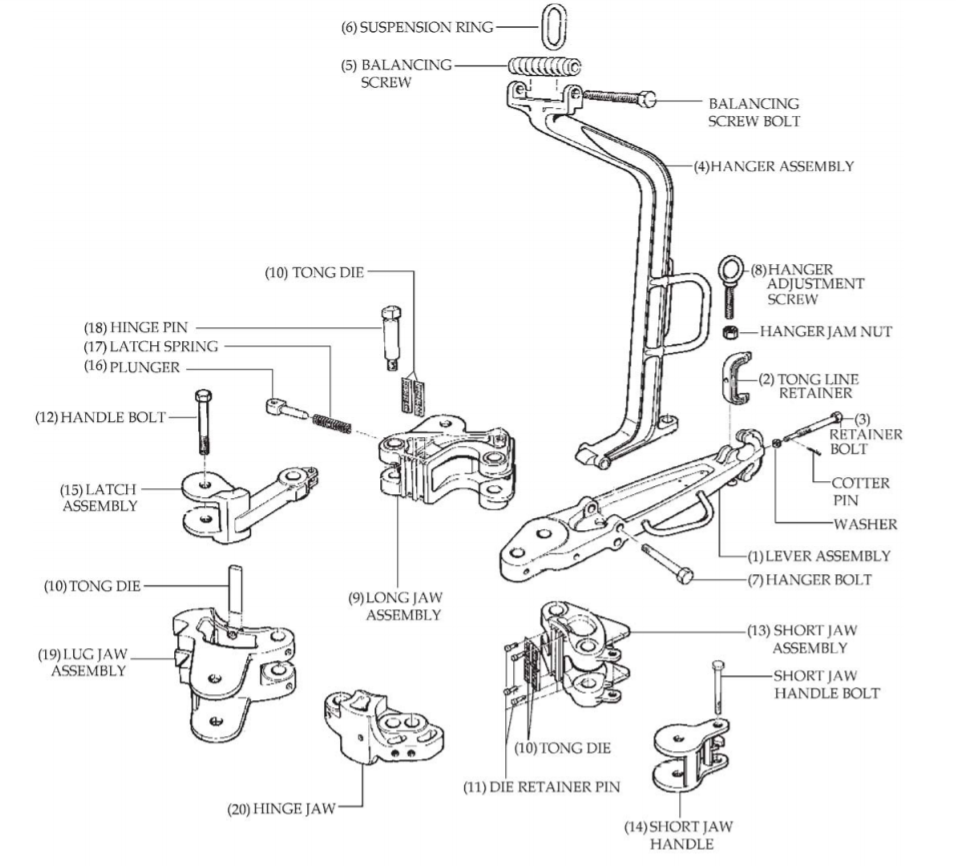 (6) SUSPENSION RING
(5) BALANCING
SCREW
BALANCING
SCREW BOLT
(4)HANGER ASSEMBLY
(10) TONG DIE
(8)HANGER
ADJUSTMENT
SCREW
(18) HINGE PIN
HANGER JAM NUT
(17) LATCH SPRING
(16) PLUNGER
(2) TONG LINE
RETAINER
(12) HANDLE BOLT
(3)
RETAINER
BOLT
(15) LATCH
ASSEMBLY
COTTER
PIN
WASHER
(1) LEVER ASSEMBLY
(7) HANGER BOLT
(10) TONG DIE
(9) LONG JAW
ASSEMBLY
(13) SHORT JAW
ASSEMBLY
(19) LUG JAW
ASSEMBLY
SHORT JAW
HANDLE BOLT
(10) TONG DIE
(11) DIE RETAINER PIN
(20) HINGE JAW
(14) SHORT JAW
HANDLE